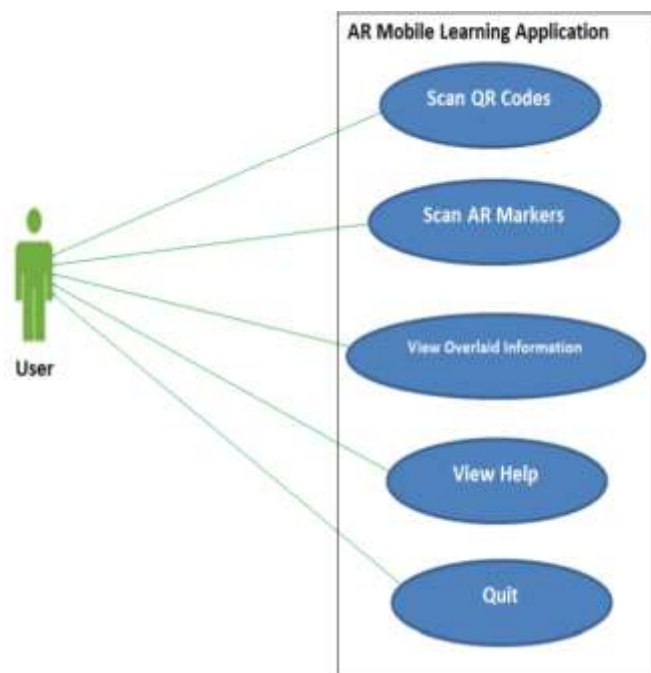 AR Mobile Learning Application
Scan QR Codes
Scan AR Markers
User
View Overlaid Information
View Help
Quit